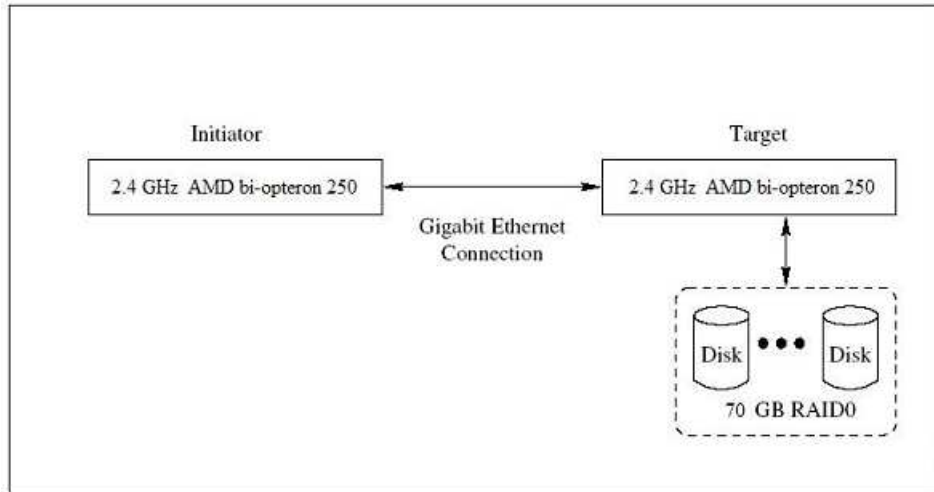 Initiator
Target
2.4 GHz AMD bi-opteron 250
2.4 GHz AMD bi-opteron 250
Gigabit Ethernet
Connection
Disk
Disk
70 GB RAID0